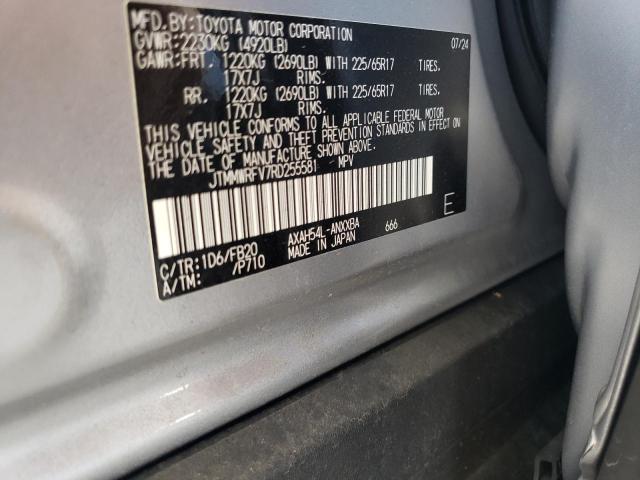 MFD.BY:TOYOTA MOTOR CORPORATION 07/24
GVWR:2230KG (4920LB)
GAWR:FRT. 1220KG (2690LB) WITH 225/65R17 TIRES.
17X7J RIMS.
RR. 1220KG (2690LB) WITH 225/65R17 TIRES.
17X7J RIMS.
THIS VEHICLE CONFORMS TO ALL APPLICABLE FEDERAL MOTOR
VEHICLE SAFETY AND THEFT PREVENTION STANDARDS IN EFFECT ON
THE DATE OF MANUFACTURE SHOWN ABOVE.
JTMMWRFV7RD255581 MPV
E
C/TR:1D6/FB20 AXAH54L-ANXXBA 666
A/TM: /P710 MADE IN JAPAN